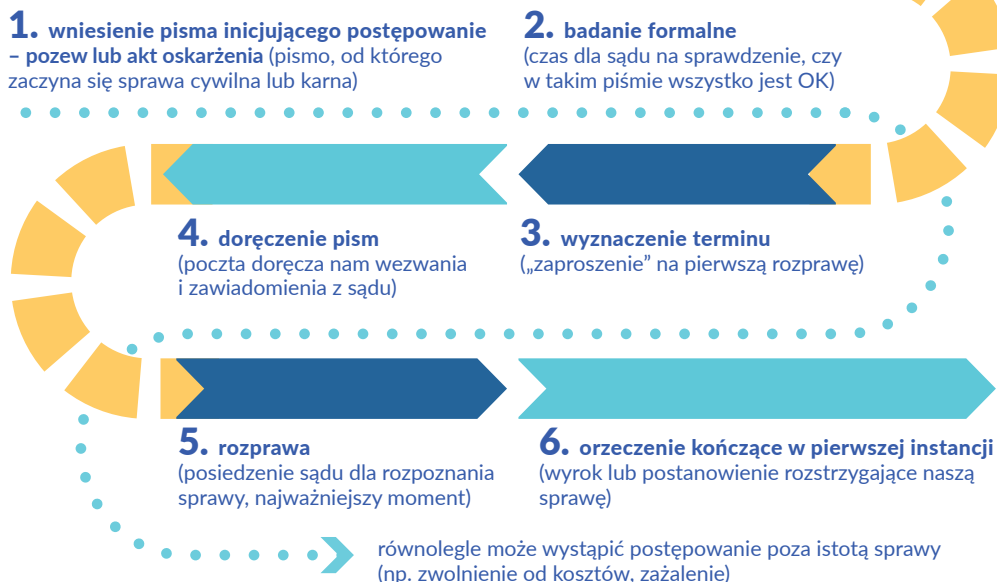 1. wniesienie pisma inicjującego postępowanie
– pozew lub akt oskarżenia (pismo, od którego
zaczyna się sprawa cywilna lub karna)
2. badanie formalne
(czas dla sądu na sprawdzenie, czy
w takim piśmie wszystko jest OK)
3. wyznaczenie terminu
(„zaproszenie” na pierwszą rozprawę)
4. doręczenie pism
(poczta doręcza nam wezwania
i zawiadomienia z sądu)
5. rozprawa
(posiedzenie sądu dla rozpoznania
sprawy, najważniejszy moment)
6. orzeczenie kończące w pierwszej instancji
(wyrok lub postanowienie rozstrzygające naszą
sprawę)
równolegle może wystąpić postępowanie poza istotą sprawy
(np. zwolnienie od kosztów, zażalenie)